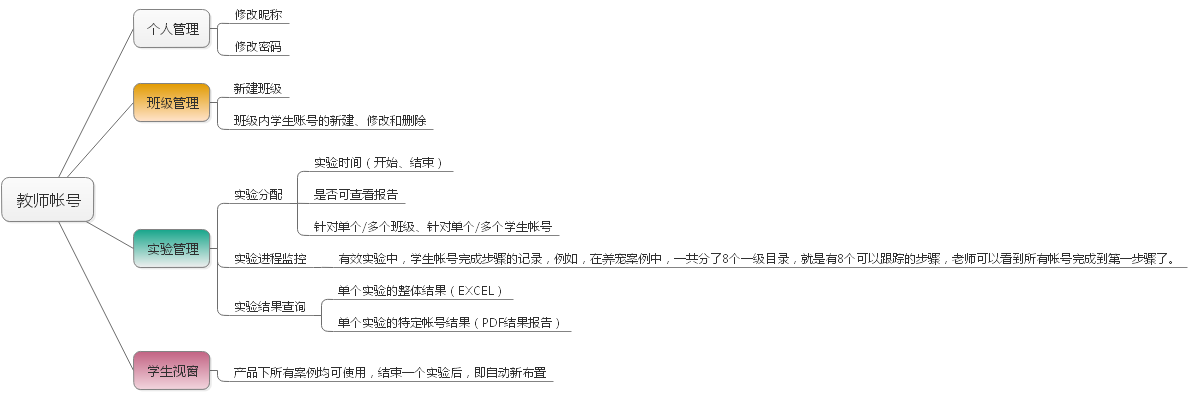 教师帐号
个人管理
修改昵称
修改密码
班级管理
新建班级
班级内学生账号的新建、修改和删除
实验管理
实验分配
实验时间（开始、结束）
是否可查看报告
针对单个/多个班级、针对单个/多个学生帐号
实验进程监控
有效实验中，学生帐号完成步骤的记录，例如，在养宠案例中，一共分了8个一级目录，就是有8个可以跟踪的步骤，老师可以看到所有帐号完成到第一步骤了。
实验结果查询
单个实验的整体结果（EXCEL）
单个实验的特定帐号结果（PDF结果报告）
学生视窗
产品下所有案例均可使用，结束一个实验后，即自动新布置